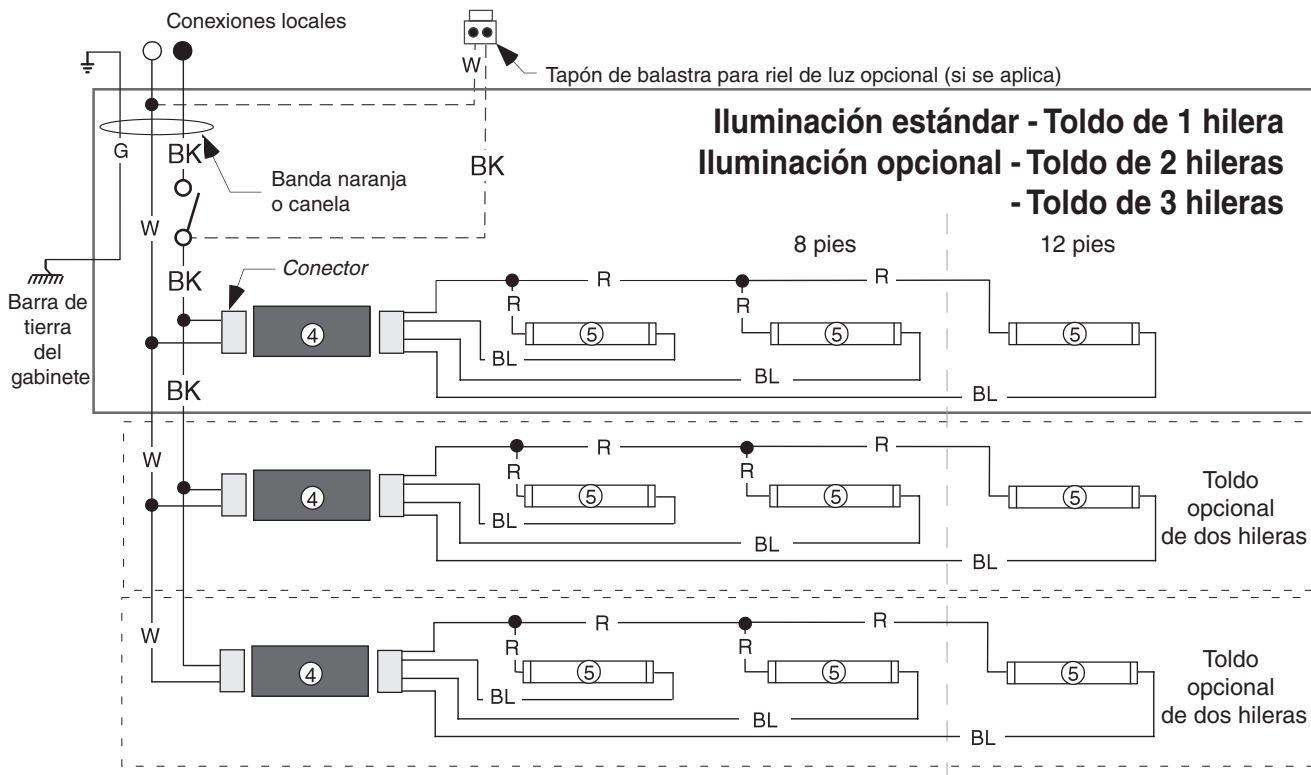 Conexiones locales
W
Tapón de balastra para riel de luz opcional (si se aplica)
Iluminación estándar - Toldo de 1 hilera
Iluminación opcional - Toldo de 2 hileras
- Toldo de 3 hileras
G
BK
BK
Banda naranja
o canela
W
8 pies
12 pies
BK
Conector
Barra de
tierra
del
gabinete
R
R
R
R
4
5
5
5
BL
BL
BL
BK
W
R
R
R
R
4
5
5
5
BL
BL
BL
Toldo
opcional
de dos hileras
W
R
R
R
R
4
5
5
5
BL
BL
BL
Toldo
opcional
de dos hileras